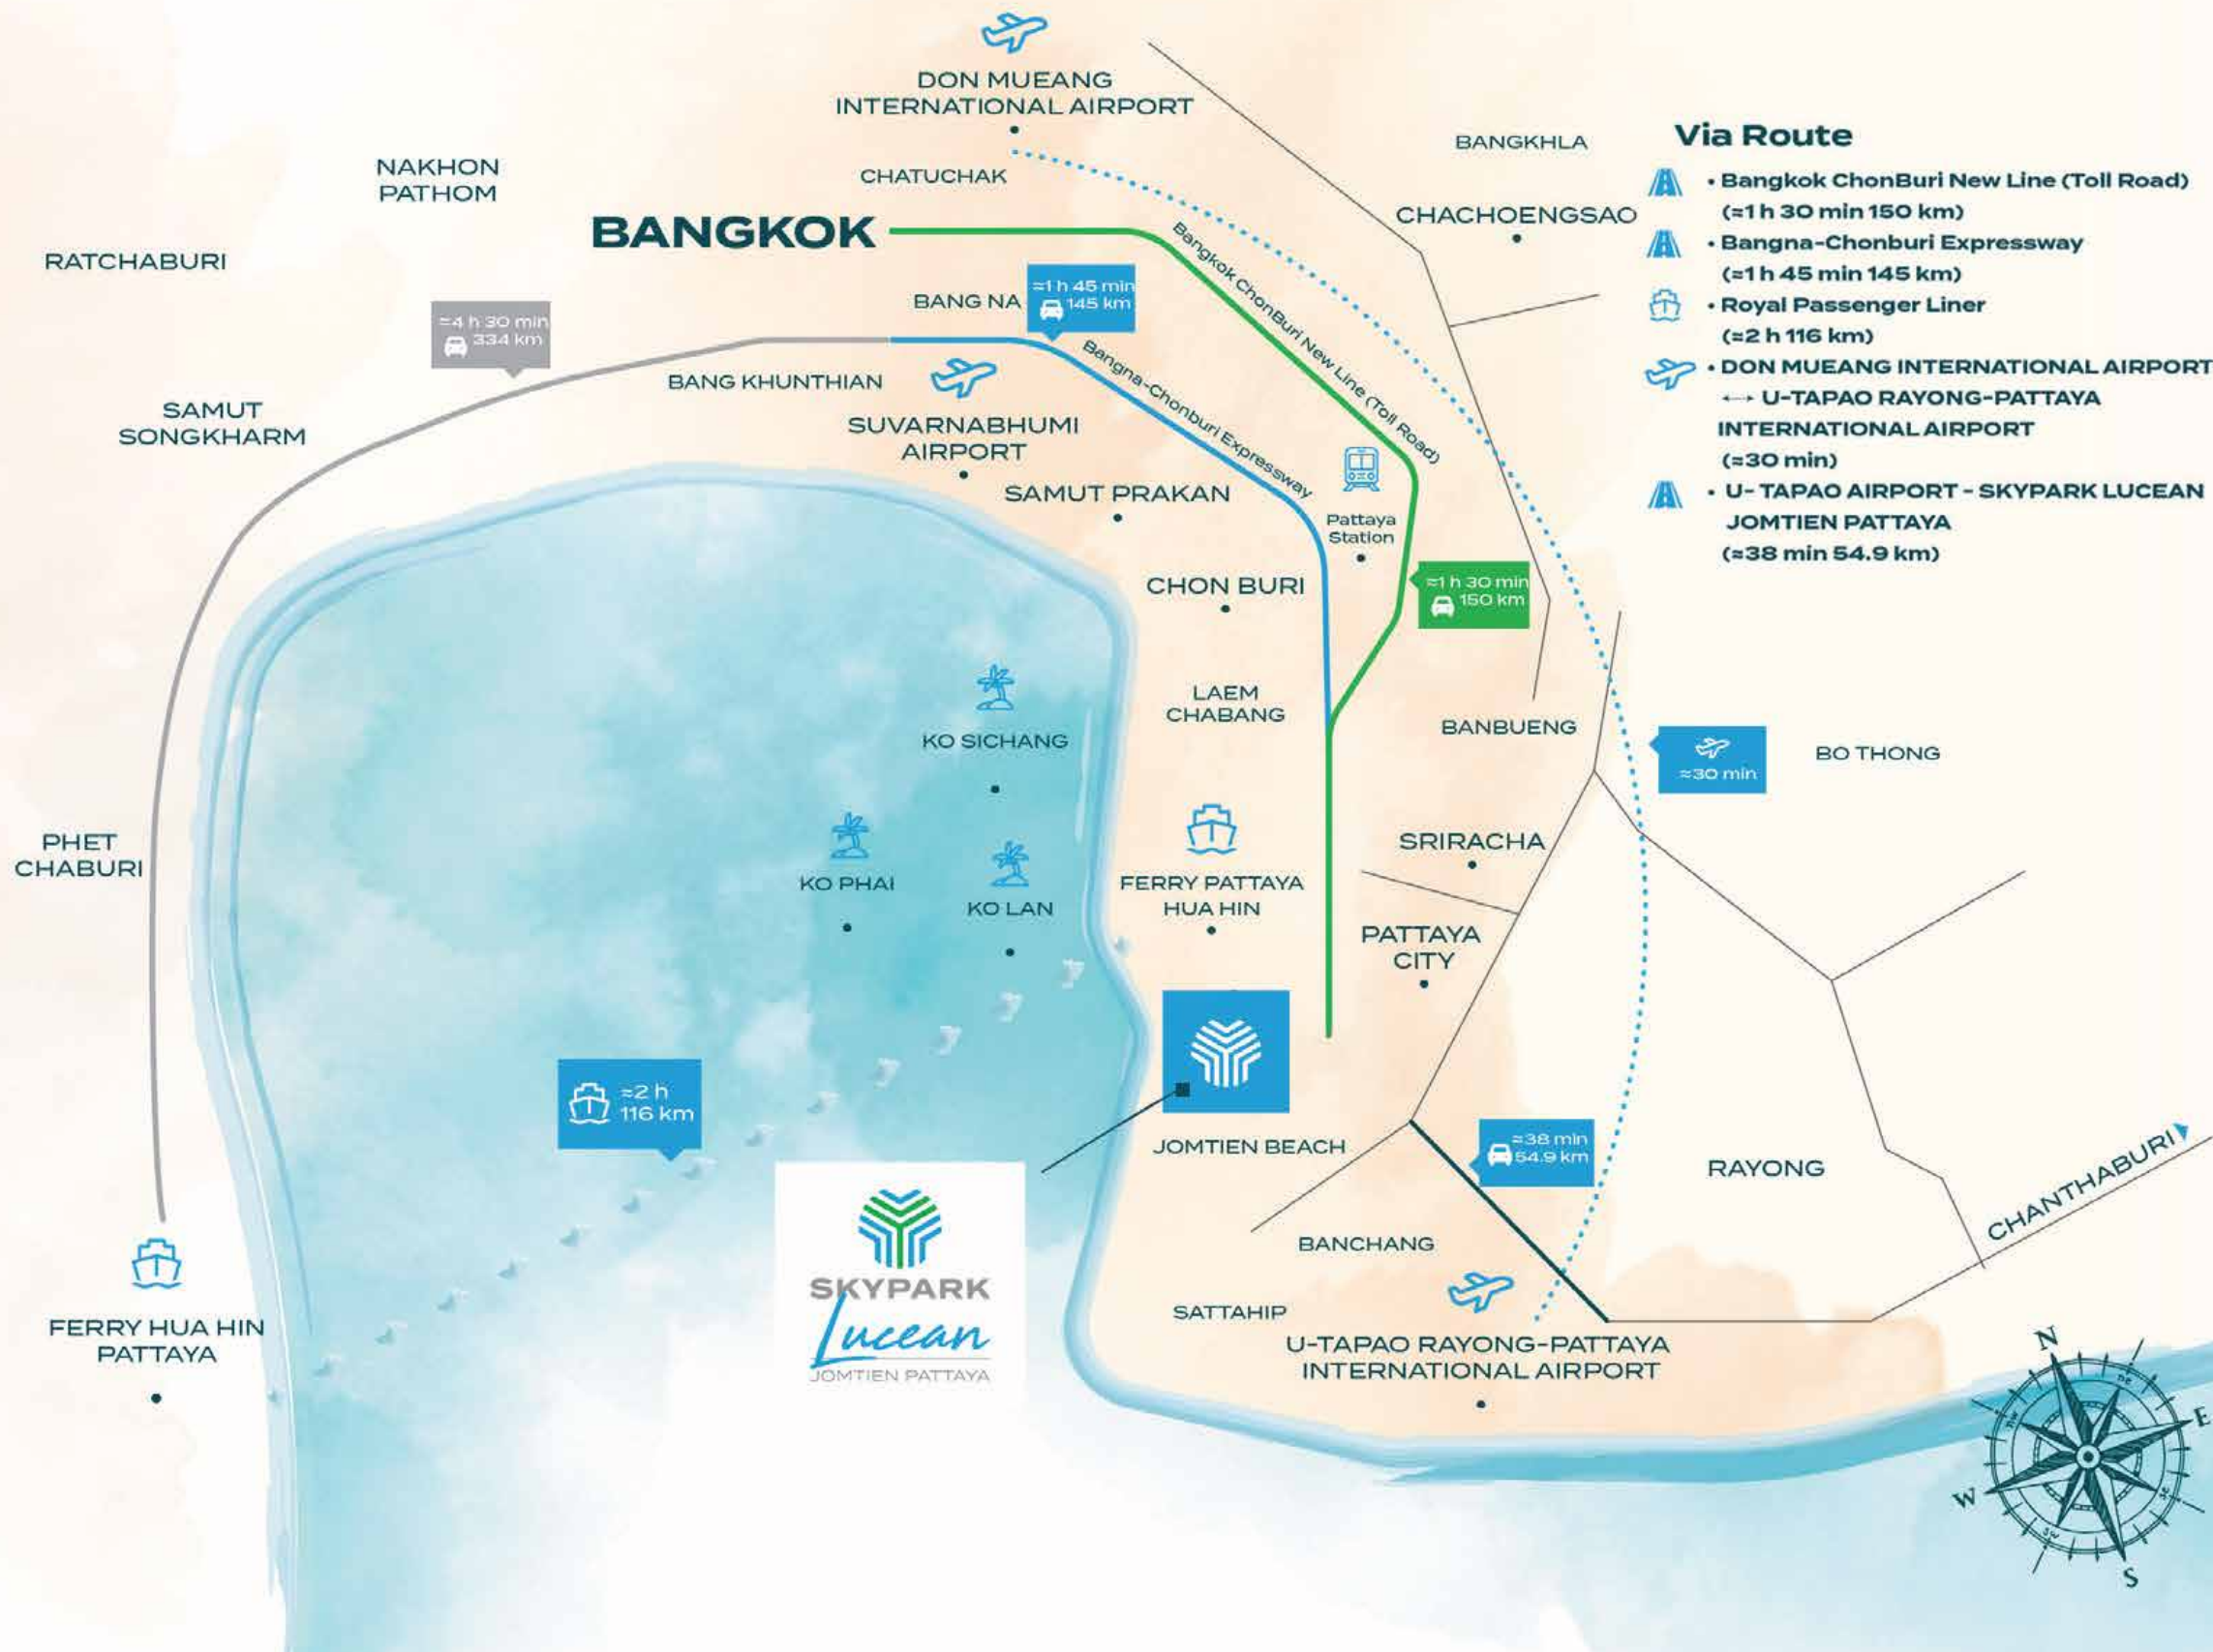 DON MUEANG
INTERNATIONAL AIRPORT
CHATUCHAK
NAKHON
PATHOM
BANGKOK
RATCHABURI
BANGKHLA
CHACHOENGSAO
Via Route
• Bangkok ChonBuri New Line (Toll Road)
(≈1 h 30 min 150 km)
• Bangna-Chonburi Expressway
(≈1 h 45 min 145 km)
• Royal Passenger Liner
(≈2 h 116 km)
• DON MUEANG INTERNATIONAL AIRPORT
←→ U-TAPAO RAYONG-PATTAYA
INTERNATIONAL AIRPORT
(≈30 min)
• U- TAPAO AIRPORT - SKYPARK LUCEAN
JOMTIEN PATTAYA
(≈38 min 54.9 km)
Bangkok ChonBuri New Line (Toll Road)
BANG NA
≈1 h 45 min
145 km
Bangna-Chonburi Expressway
≈4 h 30 min
334 km
BANG KHUNTHIAN
SAMUT
SONGKHARM
SUVARNABHUMI
AIRPORT
SAMUT PRAKAN
Pattaya
Station
CHON BURI
≈1 h 30 min
150 km
LAEM
CHABANG
BANBUENG
KO SICHANG
≈30 min
BO THONG
PHET
CHABURI
KO PHAI
KO LAN
FERRY PATTAYA
HUA HIN
SRIRACHA
PATTAYA
CITY
≈2 h
116 km
JOMTIEN BEACH
≈38 min
54.9 km
RAYONG
CHANTHABURI
SKYPARK
Lucean
JOMTIEN PATTAYA
BANCHANG
SATTAHIP
U-TAPAO RAYONG-PATTAYA
INTERNATIONAL AIRPORT
FERRY HUA HIN
PATTAYA
N
E
W
S
SW